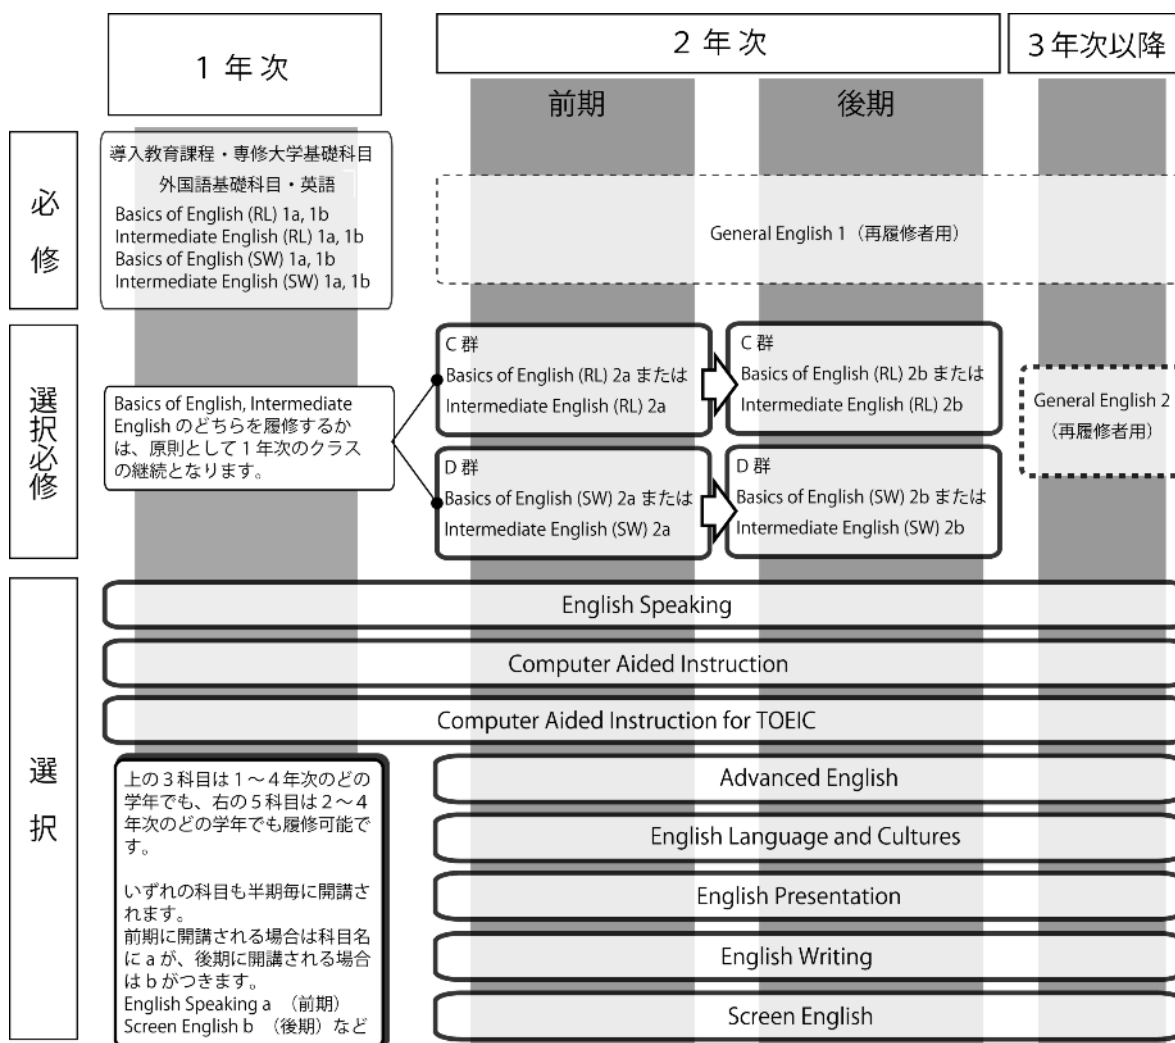 1 年 次
2 年 次
3 年次以降
前期
後期
必修
導入教育課程・専修大学基礎科目
外国語基礎科目・英語
Basics of English (RL) 1a, 1b
Intermediate English (RL) 1a, 1b
Basics of English (SW) 1a, 1b
Intermediate English (SW) 1a, 1b
General English 1（再履修者用）
選択必修
Basics of English, Intermediate
English のどちらを履修するか
は、原則として 1 年次のクラス
の継続となります。
C 群
Basics of English (RL) 2a または
Intermediate English (RL) 2a
C 群
Basics of English (RL) 2b または
Intermediate English (RL) 2b
D 群
Basics of English (SW) 2a または
Intermediate English (SW) 2a
D 群
Basics of English (SW) 2b または
Intermediate English (SW) 2b
General English 2
（再履修者用）
選択
English Speaking
Computer Aided Instruction
Computer Aided Instruction for TOEIC
上の 3 科目は 1～4 年次のどの
学年でも、右の 5 科目は 2～4
年次のどの学年でも履修可能で
す。
いずれの科目も半期毎に開講さ
れます。
前期に開講される場合は科目名
に a が、後期に開講される場合
は b がつきます。
English Speaking a （前期）
Screen English b （後期）など
Advanced English
English Language and Cultures
English Presentation
English Writing
Screen English